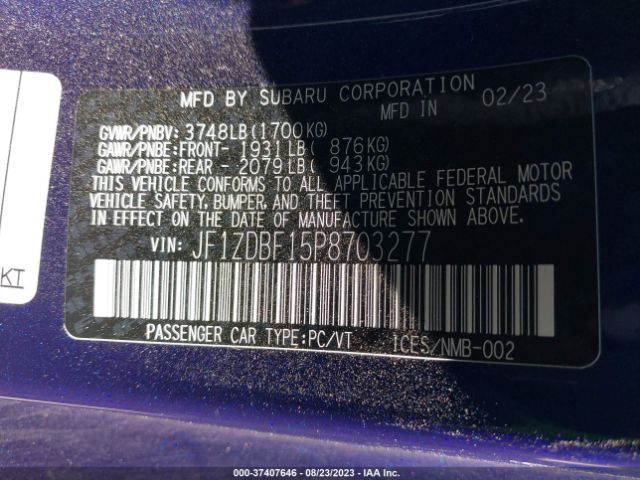 MFD BY SUBARU CORPORATION
MFD IN 02/23
GVWR/PNBV: 3748LB(1700KG)
GAWR/PNBE:FRONT- 1931LB( 876KG)
GAWR/PNBE:REAR - 2079LB( 943KG)
THIS VEHICLE CONFORMS TO ALL APPLICABLE FEDERAL MOTOR
VEHICLE SAFETY, BUMPER, AND THEFT PREVENTION STANDARDS
IN EFFECT ON THE DATE OF MANUFACTURE SHOWN ABOVE.
VIN: JF1ZDBF15P8703277
KT
PASSENGER CAR TYPE:PC/VT ICES/NMB-002
000-37407646 - 08/23/2023 - Copart IAA Inc.